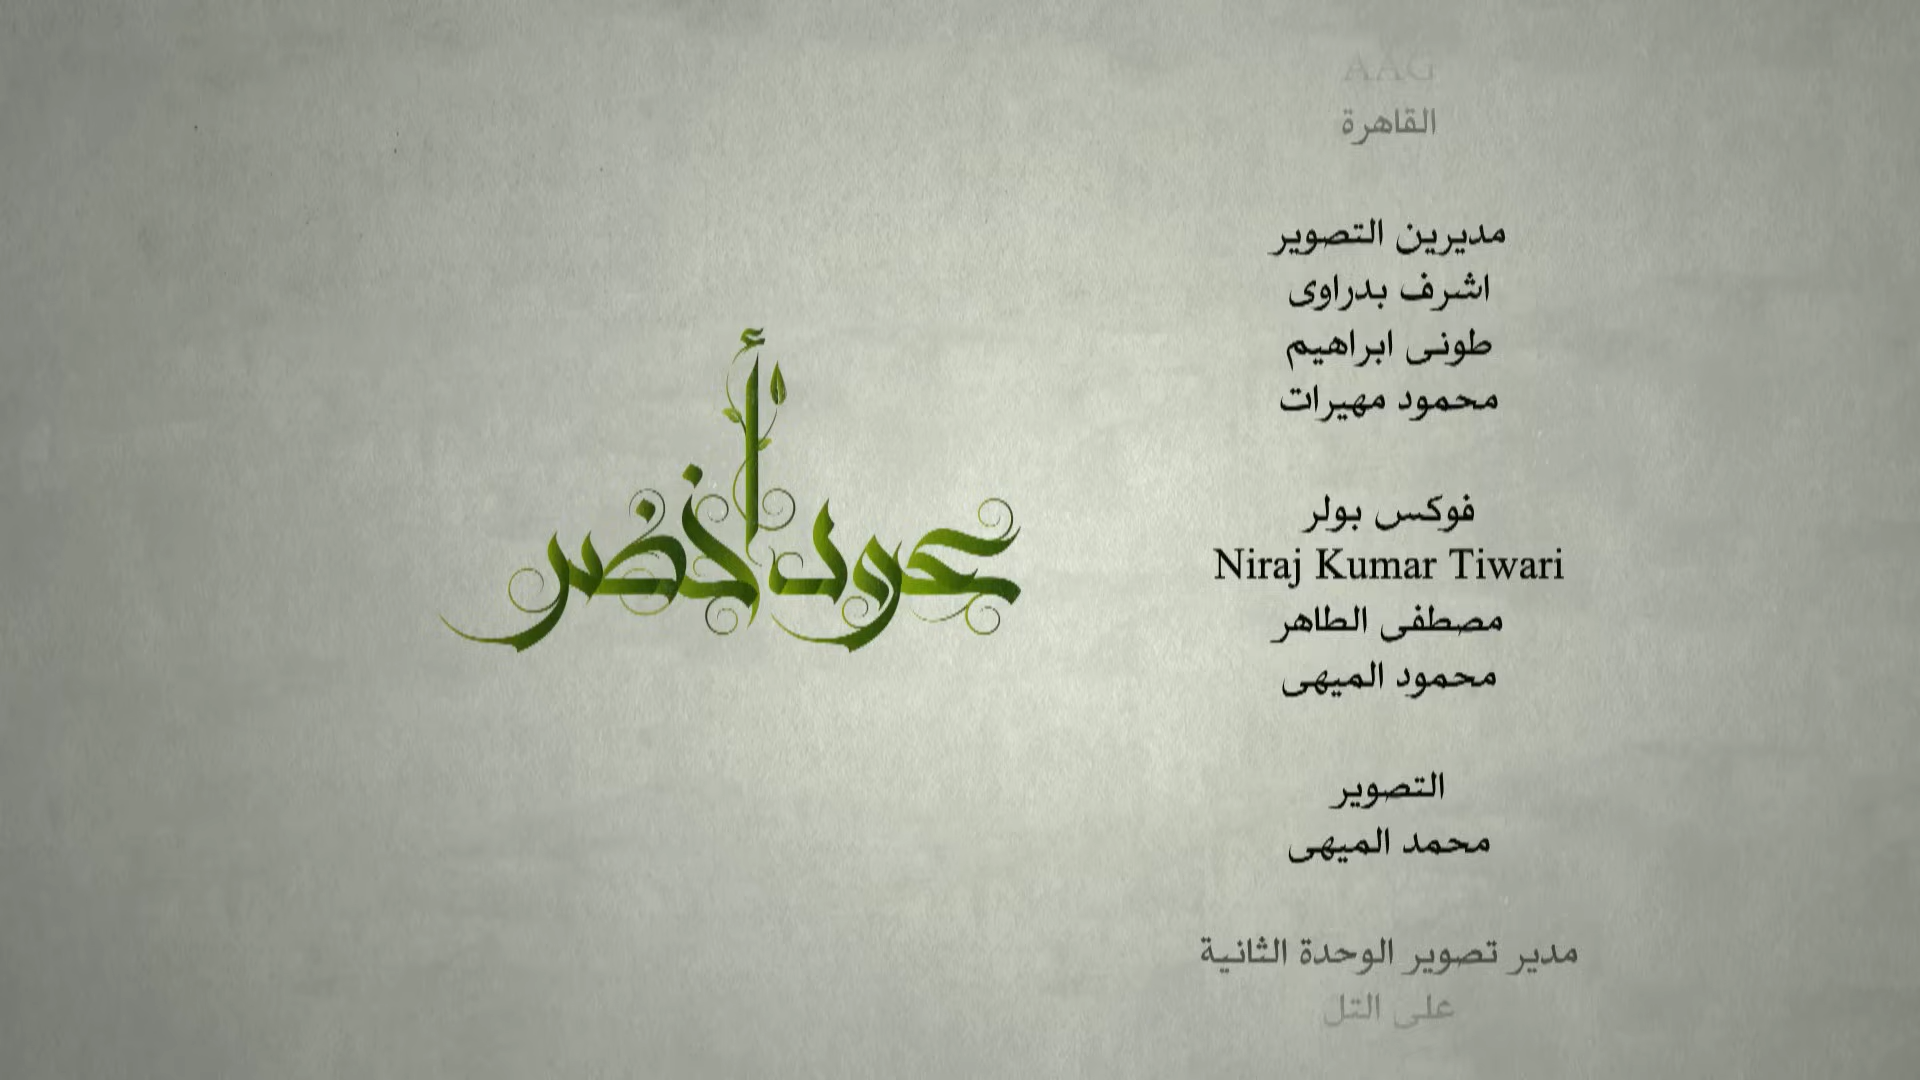 عود أخضر
AAG
القاهرة
مديرين التصوير
اشرف بدراوى
طونى ابراهيم
محمود مهيرات
فوكس بولر
Niraj Kumar Tiwari
مصطفى الطاهر
محمود الميهى
التصوير
محمد الميهى
مدير تصوير الوحدة الثانية
على التل